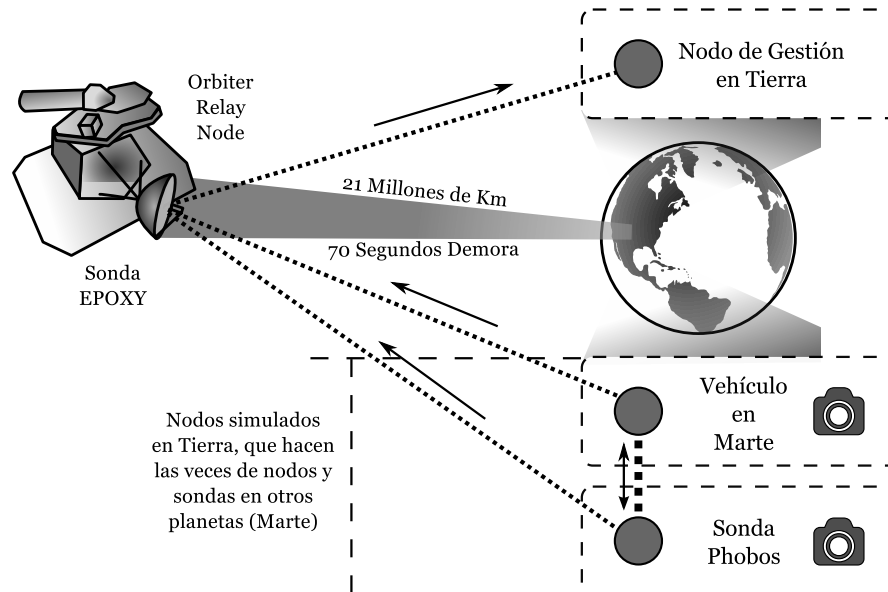 Orbiter
Relay
Node
Nodo de Gestión
en Tierra
21 Millones de Km
70 Segundos Demora
Sonda
EPOXY
Vehículo
en
Marte
Nodos simulados
en Tierra, que hacen
las veces de nodos y
sondas en otros
planetas (Marte)
Sonda
Phobos